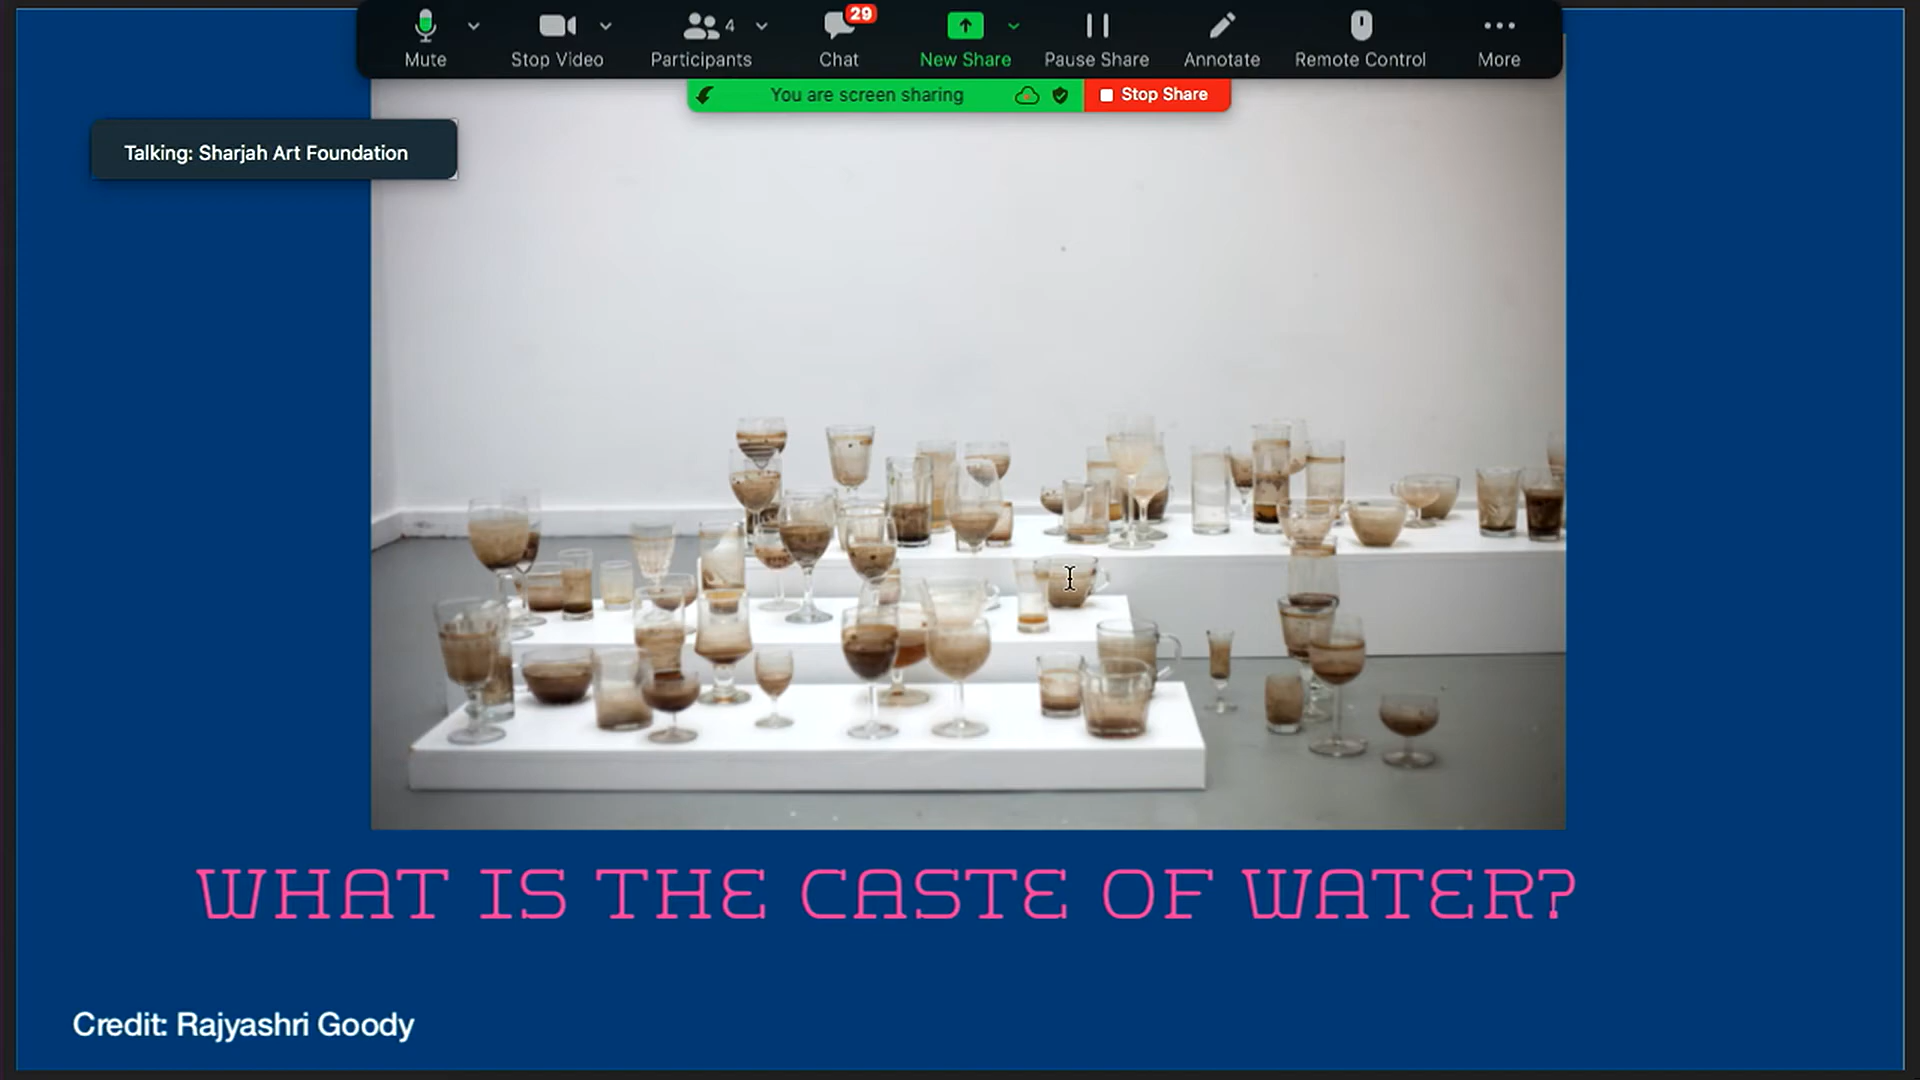 Mute
Stop Video
Participants 4
Chat 29
New Share
Pause Share
Annotate
Remote Control
More
You are screen sharing
Stop Share
Talking: Sharjah Art Foundation
WHAT IS THE CASTE OF WATER?
Credit: Rajyashri Goody